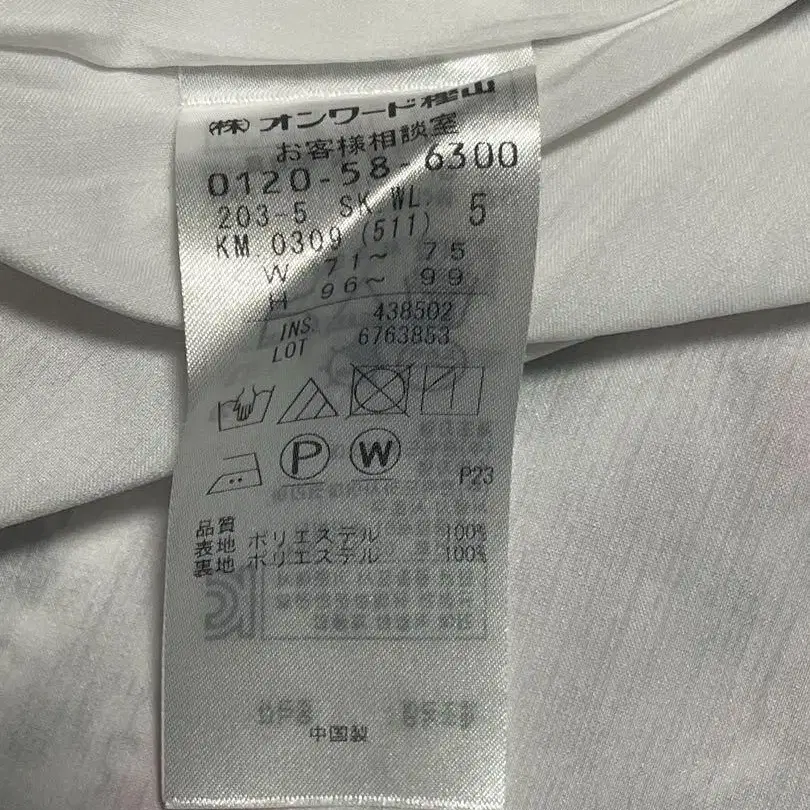 (株) オンワード樫山
お客様相談室
0120-58-6300
203-5 SK.WL. 5
KM.0309 (511)
W 71～ 75
H 96～ 99
INS. 438502
LOT 6763853
P W P23
品質
表地 ポリエステル 100%
裏地 ポリエステル 100%
中国製